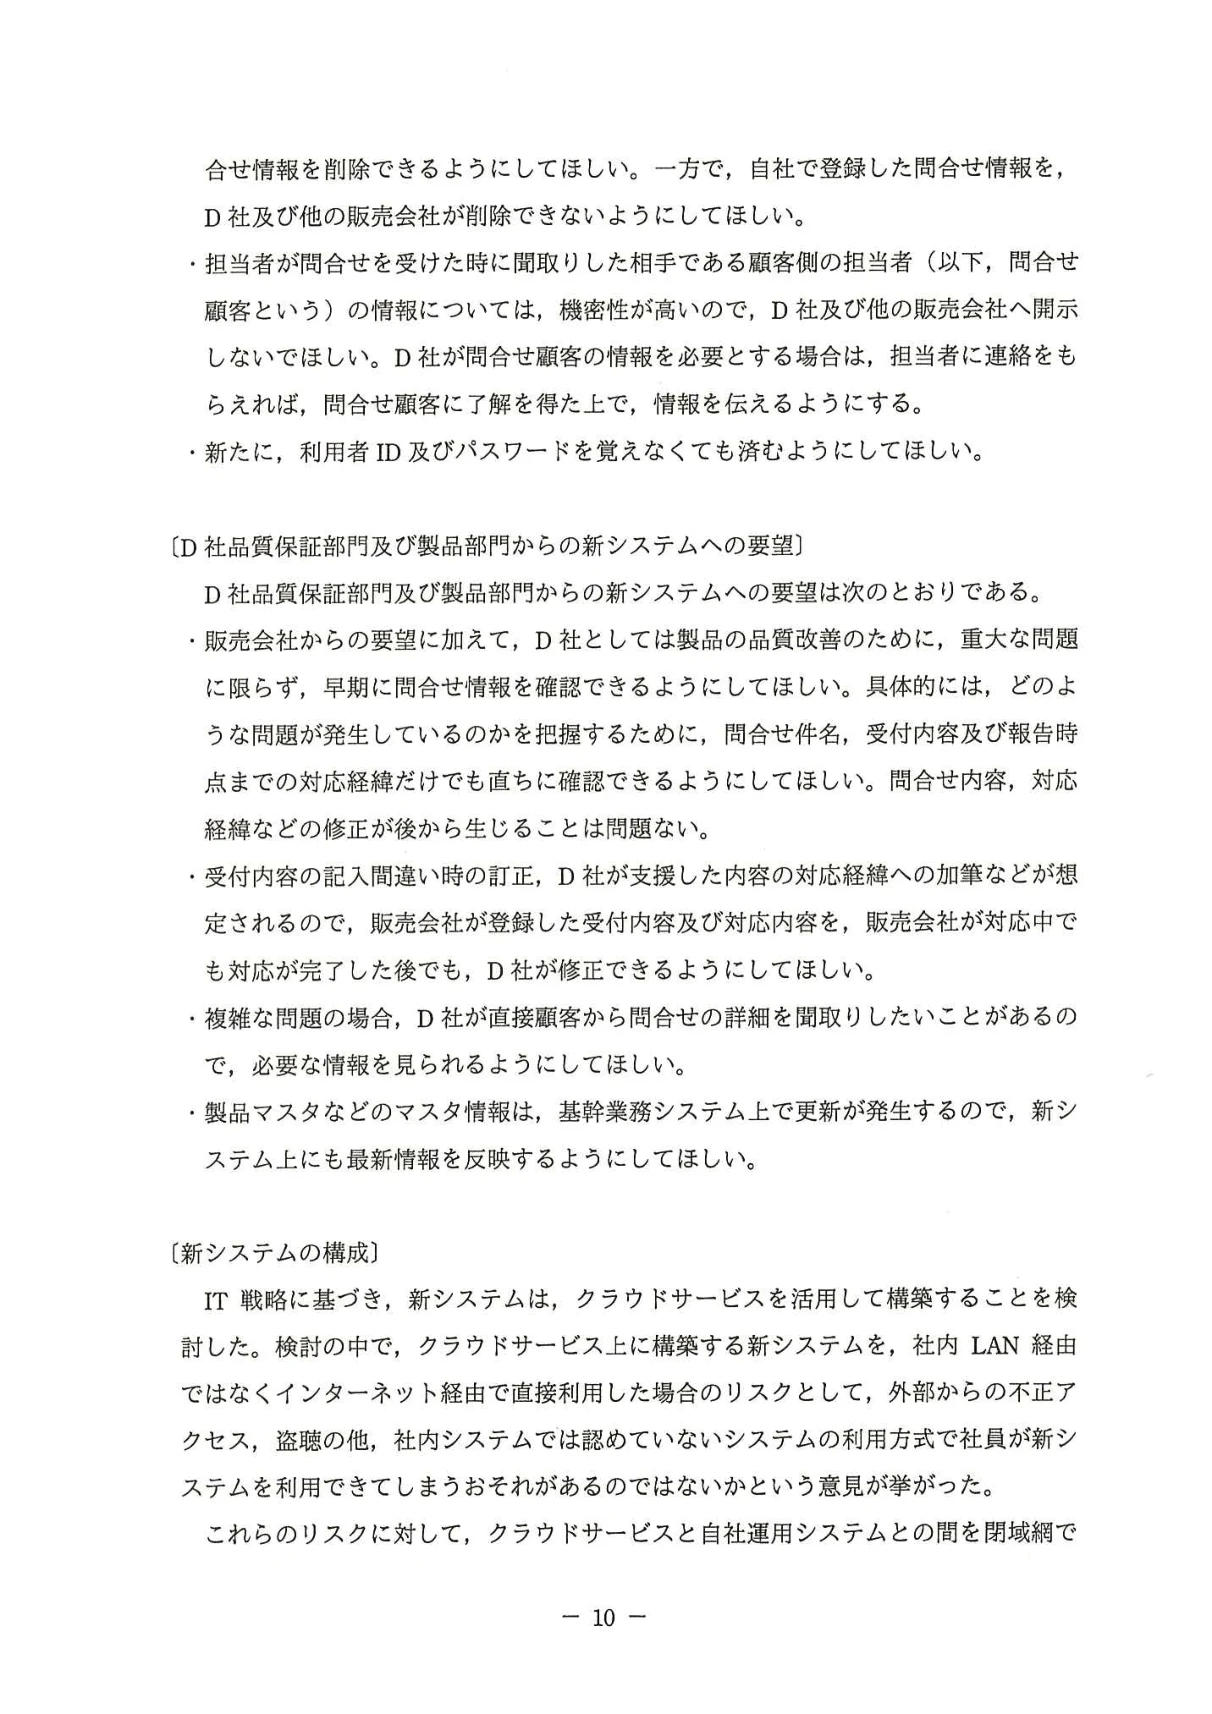 合せ情報を削除できるようにしてほしい。一方で，自社で登録した問合せ情報を，
D 社及び他の販売会社が削除できないようにしてほしい。
・担当者が問合せを受けた時に聞取りした相手である顧客側の担当者（以下，問合せ
顧客という）の情報については，機密性が高いので，D 社及び他の販売会社へ開示
しないでほしい。D 社が問合せ顧客の情報を必要とする場合は，担当者に連絡をも
らえれば，問合せ顧客に了解を得た上で，情報を伝えるようにする。
・新たに，利用者 ID 及びパスワードを覚えなくても済むようにしてほしい。
〔D 社品質保証部門及び製品部門からの新システムへの要望〕
D 社品質保証部門及び製品部門からの新システムへの要望は次のとおりである。
・販売会社からの要望に加えて，D 社としては製品の品質改善のために，重大な問題
に限らず，早期に問合せ情報を確認できるようにしてほしい。具体的には，どのよ
うな問題が発生しているのかを把握するために，問合せ件名，受付内容及び報告時
点までの対応経緯だけでも直ちに確認できるようにしてほしい。問合せ内容，対応
経緯などの修正が後から生じることは問題ない。
・受付内容の記入間違い時の訂正，D 社が支援した内容の対応経緯への加筆などが想
定されるので，販売会社が登録した受付内容及び対応内容を，販売会社が対応中で
も対応が完了した後でも，D 社が修正できるようにしてほしい。
・複雑な問題の場合，D 社が直接顧客から問合せの詳細を聞取りしたいことがあるの
で，必要な情報を見られるようにしてほしい。
・製品マスタなどのマスタ情報は，基幹業務システム上で更新が発生するので，新シ
ステム上にも最新情報を反映するようにしてほしい。
〔新システムの構成〕
IT 戦略に基づき，新システムは，クラウドサービスを活用して構築することを検
討した。検討の中で，クラウドサービス上に構築する新システムを，社内 LAN 経由
ではなくインターネット経由で直接利用した場合のリスクとして，外部からの不正ア
クセス，盗聴の他，社内システムでは認めていないシステムの利用方式で社員が新シ
ステムを利用できてしまうおそれがあるのではないかという意見が挙がった。
これらのリスクに対して，クラウドサービスと自社運用システムとの間を閉域網で
－ 10 －